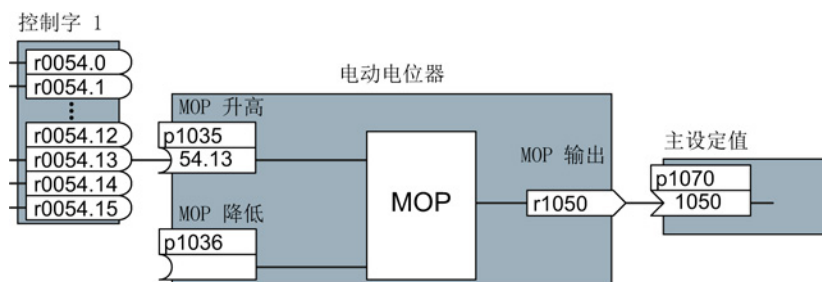 控制字 1
r0054.0
r0054.1
r0054.12
r0054.13
r0054.14
r0054.15
电动电位器
MOP 升高
p1035
54.13
MOP 降低
p1036
MOP
MOP 输出
r1050
主设定值
p1070
1050